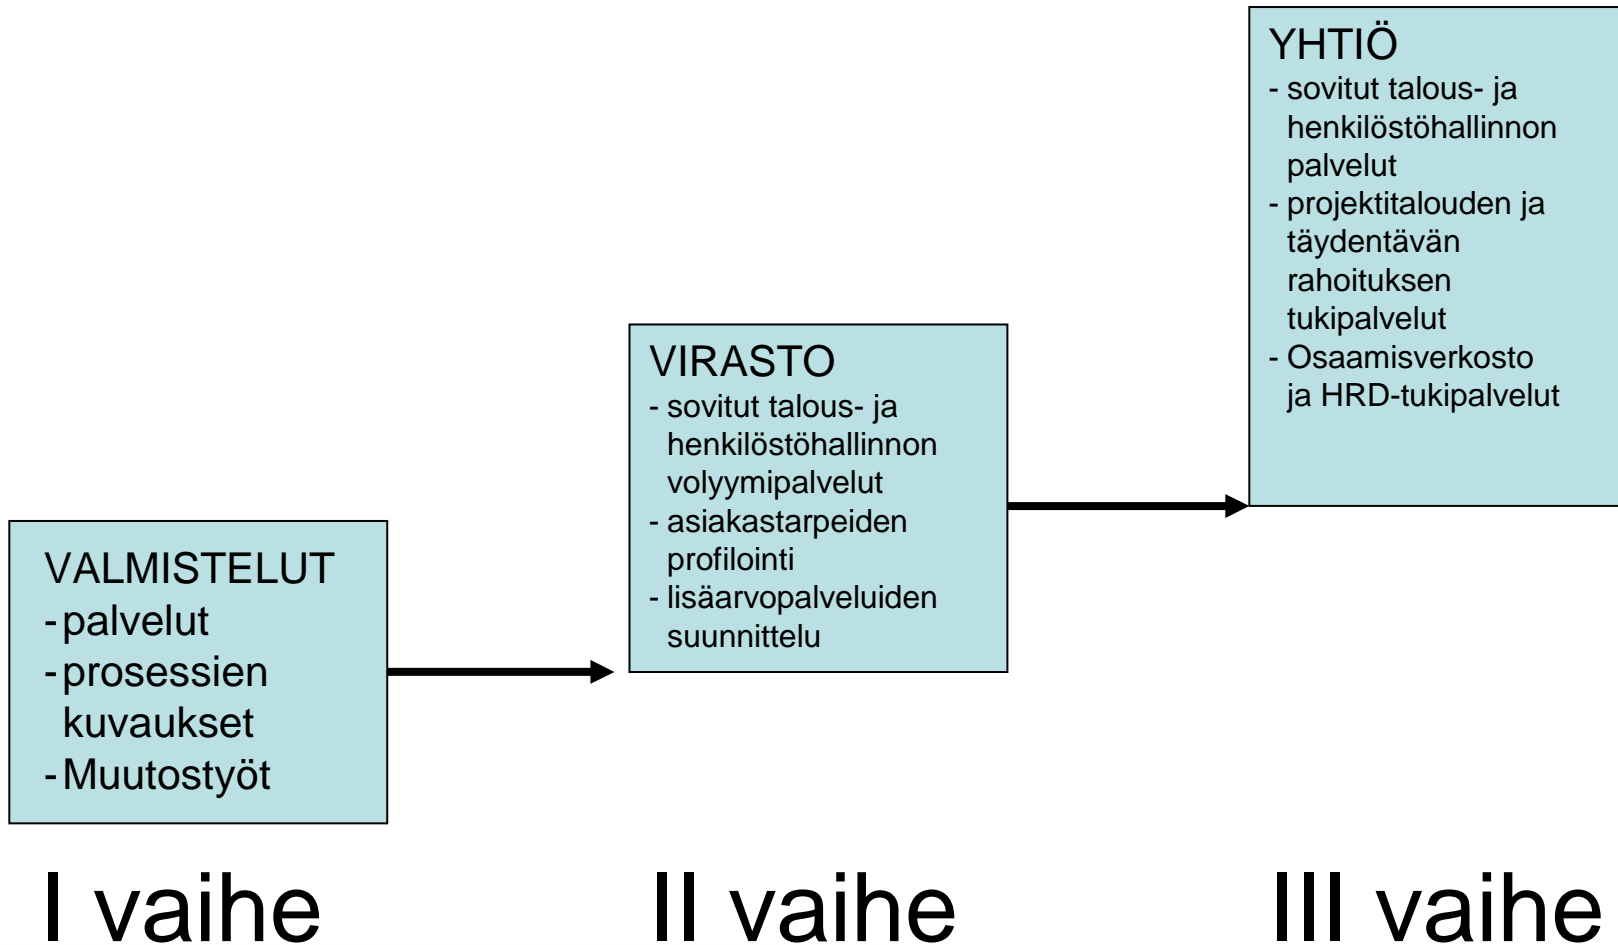 VALMISTELUT
-palvelut
-prosessien
kuvaukset
-Muutostyöt
VIRASTO
- sovitut talous- ja
henkilöstöhallinnon
volyymipalvelut
- asiakastarpeiden
profilointi
- lisäarvopalveluiden
suunnittelu
YHTIÖ
- sovitut talous- ja
henkilöstöhallinnon
palvelut
- projektitalouden ja
täydentävän
rahoituksen
tukipalvelut
- Osaamisverkosto
ja HRD-tukipalvelut
I vaihe
II vaihe
III vaihe